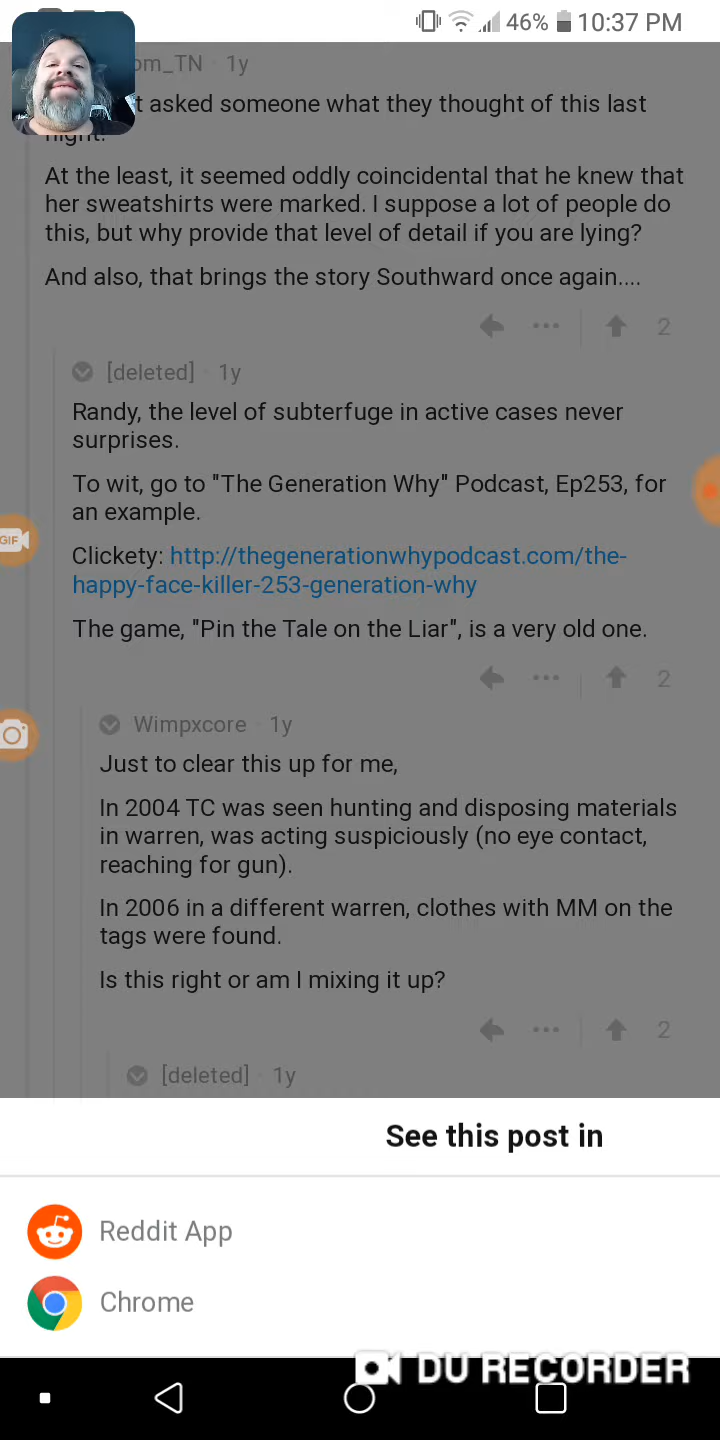 46% 10:37 PM
om_TN · 1y
t asked someone what they thought of this last
night.
At the least, it seemed oddly coincidental that he knew that
her sweatshirts were marked. I suppose a lot of people do
this, but why provide that level of detail if you are lying?
And also, that brings the story Southward once again....
2
[deleted] · 1y
Randy, the level of subterfuge in active cases never
surprises.
To wit, go to "The Generation Why" Podcast, Ep253, for
an example.
Clickety: http://thegenerationwhypodcast.com/the-
happy-face-killer-253-generation-why
The game, "Pin the Tale on the Liar", is a very old one.
2
GIF
Wimpxcore · 1y
Just to clear this up for me,
In 2004 TC was seen hunting and disposing materials
in warren, was acting suspiciously (no eye contact,
reaching for gun).
In 2006 in a different warren, clothes with MM on the
tags were found.
Is this right or am I mixing it up?
2
[deleted] · 1y
See this post in
Reddit App
Chrome
DU RECORDER